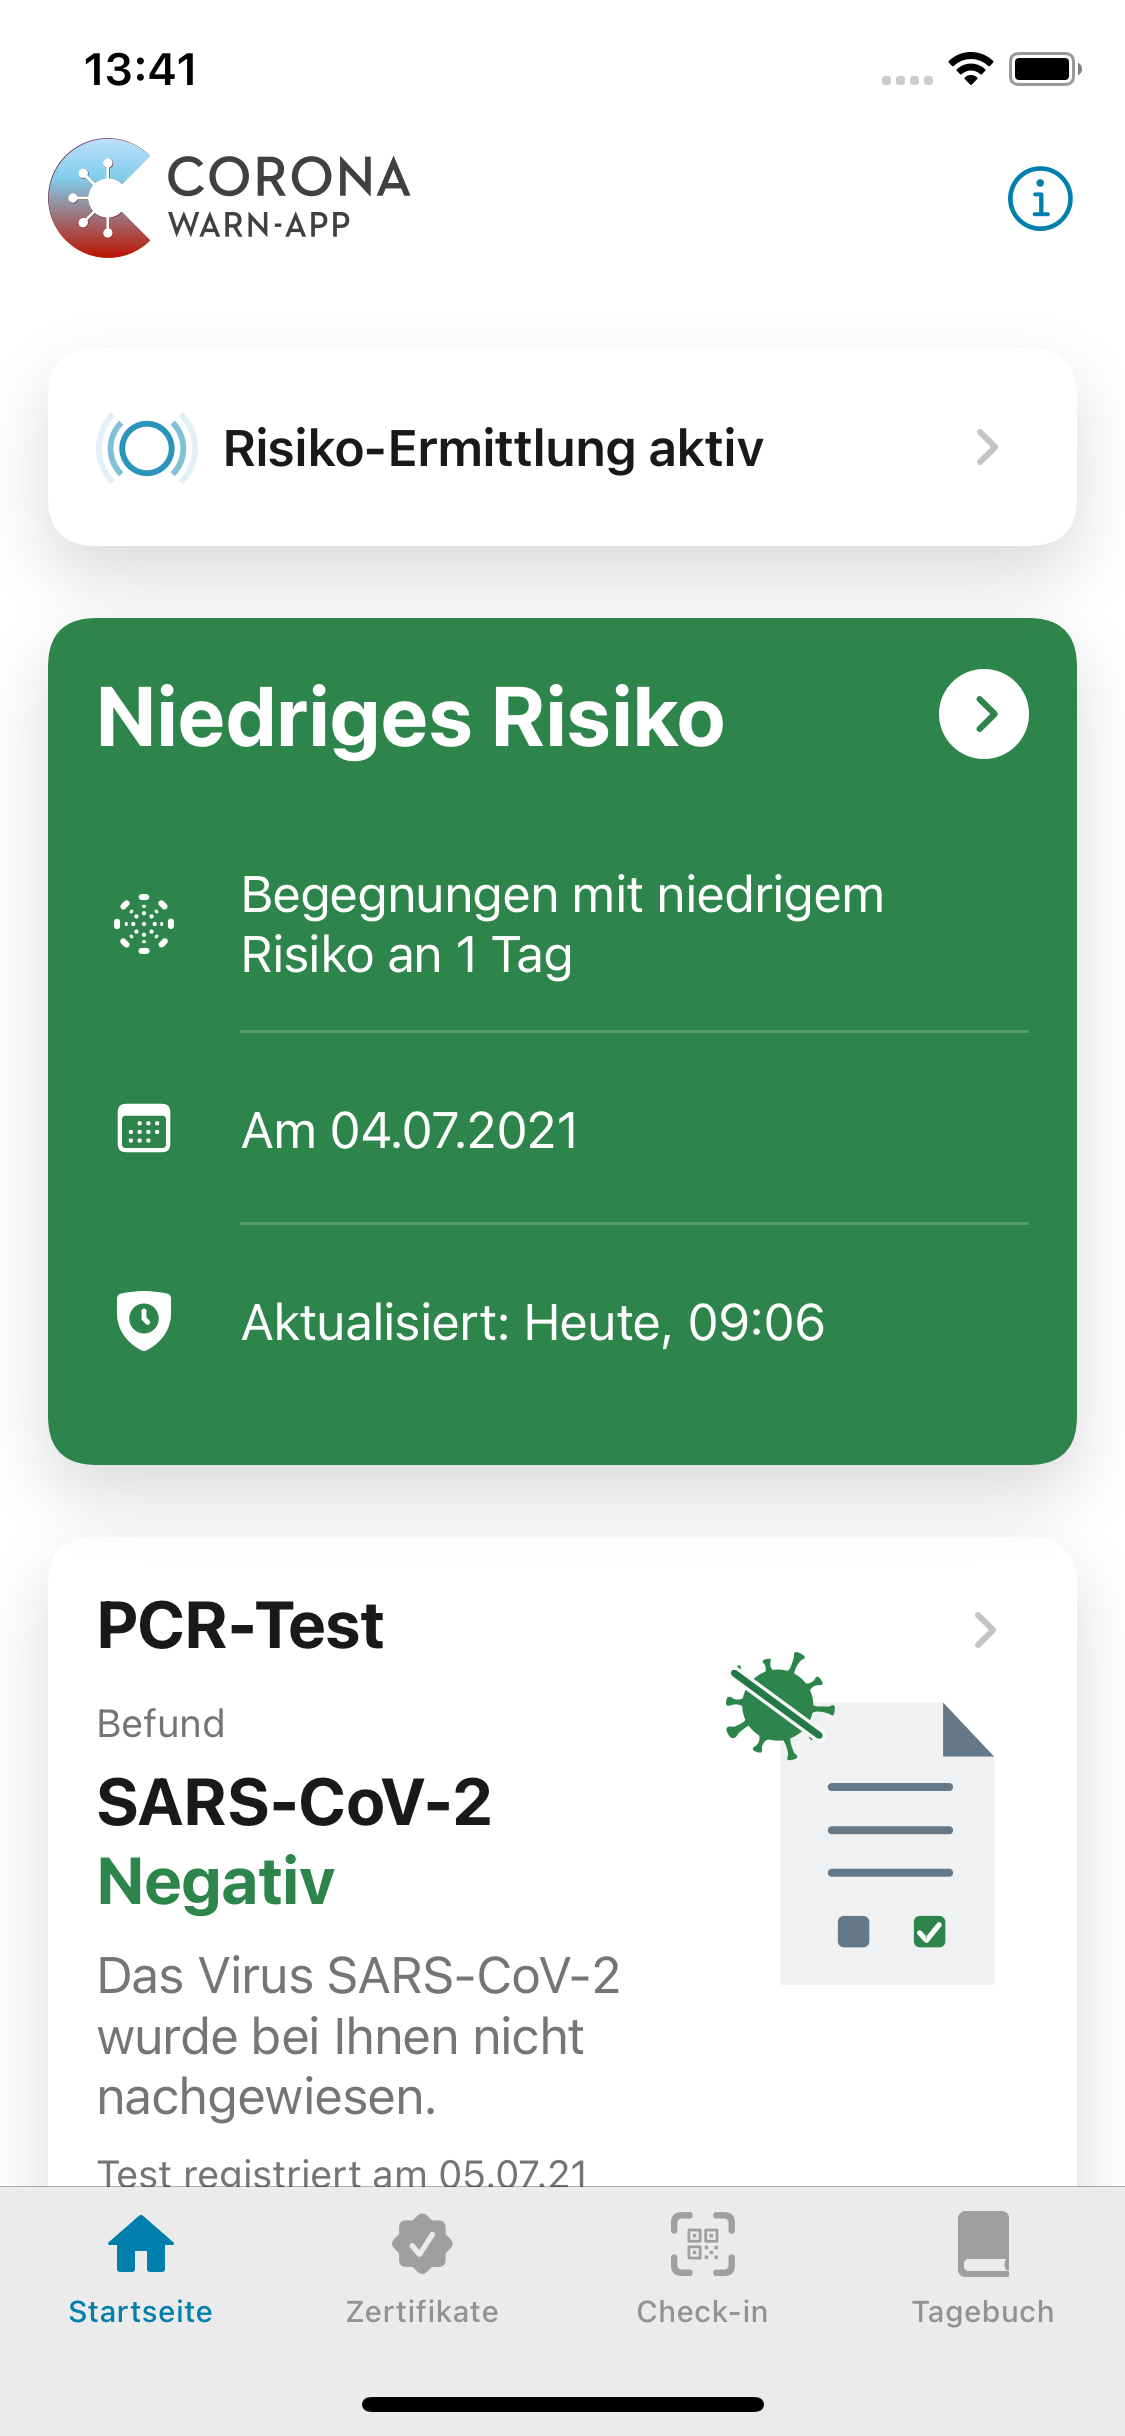 13:41
CORONA
WARN-APP
Risiko-Ermittlung aktiv
Niedriges Risiko
Begegnungen mit niedrigem
Risiko an 1 Tag
Am 04.07.2021
Aktualisiert: Heute, 09:06
PCR-Test
Befund
SARS-CoV-2
Negativ
Das Virus SARS-CoV-2
wurde bei Ihnen nicht
nachgewiesen.
Test registriert am 05.07.21
Startseite
Zertifikate
Check-in
Tagebuch